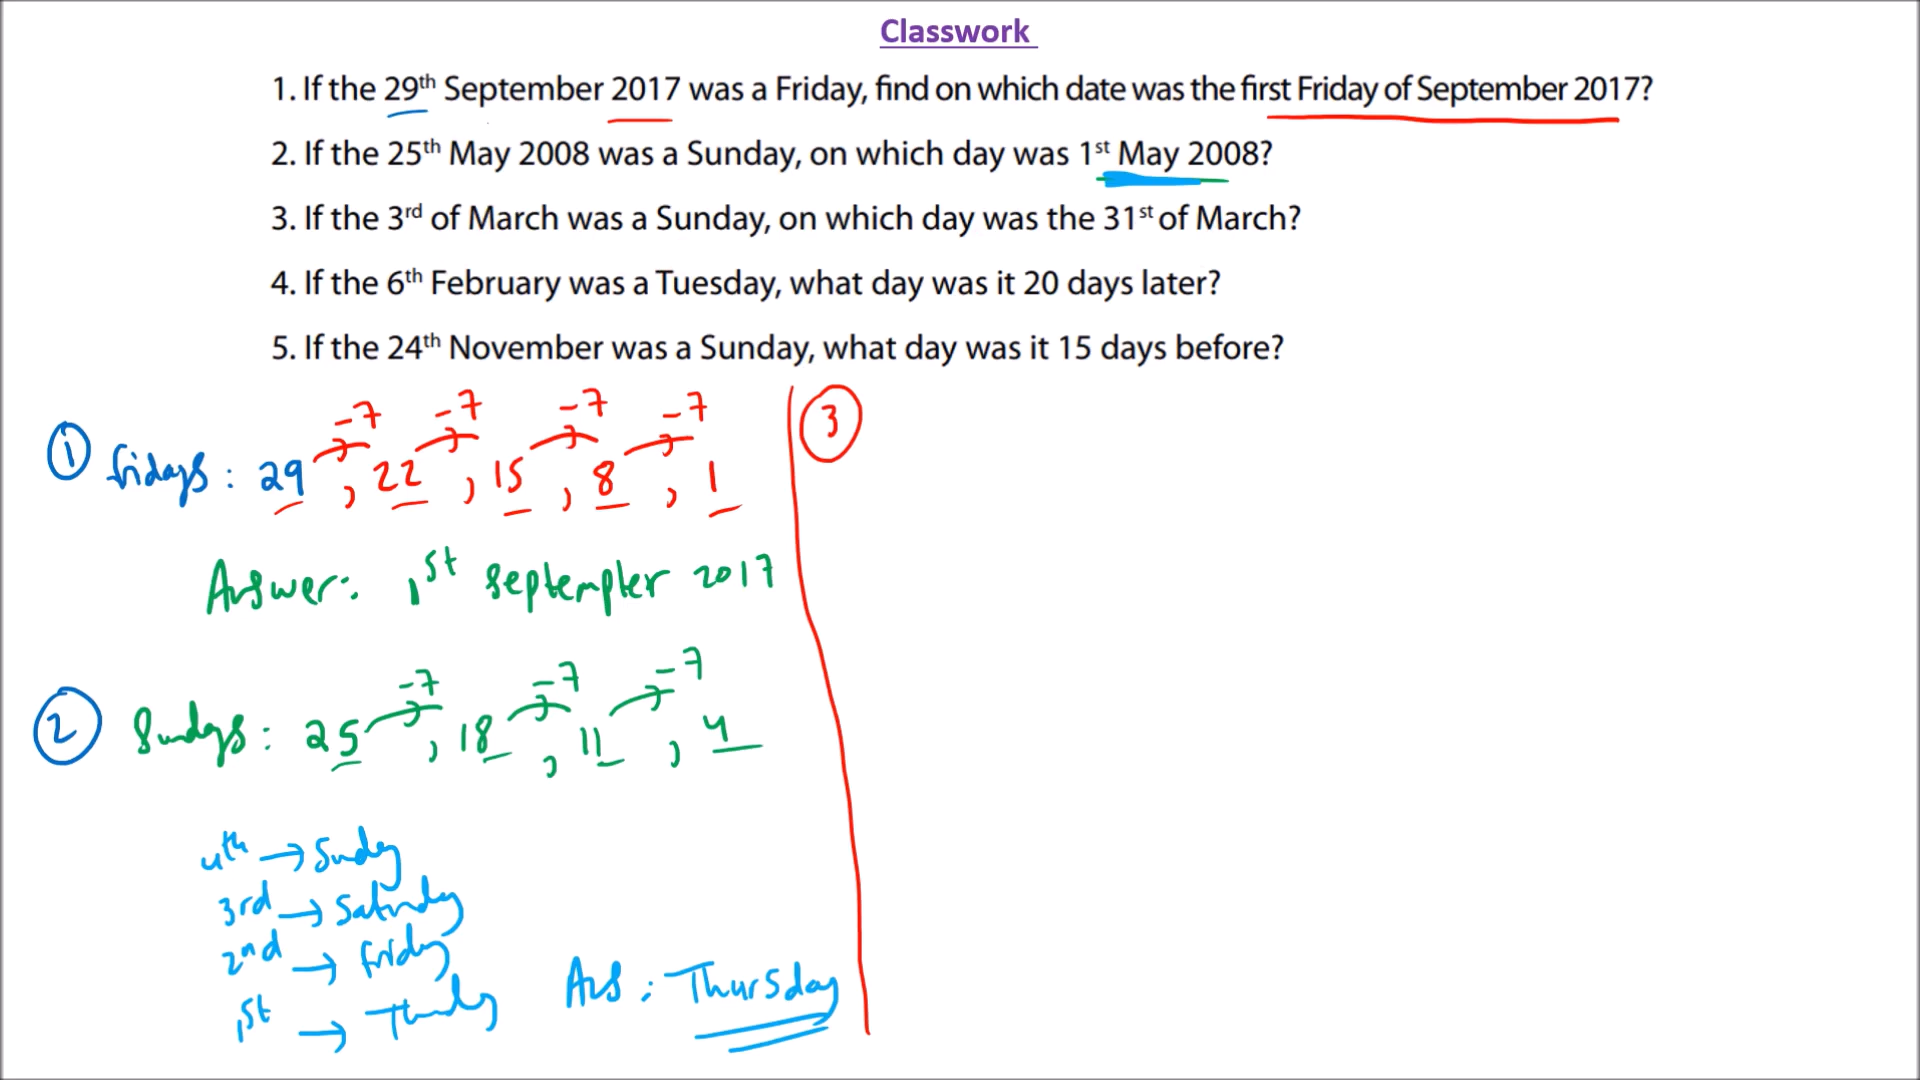 Classwork
1. If the 29th September 2017 was a Friday, find on which date was the first Friday of September 2017?
2. If the 25th May 2008 was a Sunday, on which day was 1st May 2008?
3. If the 3rd of March was a Sunday, on which day was the 31st of March?
4. If the 6th February was a Tuesday, what day was it 20 days later?
5. If the 24th November was a Sunday, what day was it 15 days before?
-7 -7 -7 -7
1 fridays: 29, 22, 15, 8, 1
Answer: 1st septempter 2017
-7 -7 -7
2 Sundays: 25, 18, 11, 4
4th → Sunday
3rd → Saturday
2nd → friday
1st → Thursday
Ans: Thursday
3